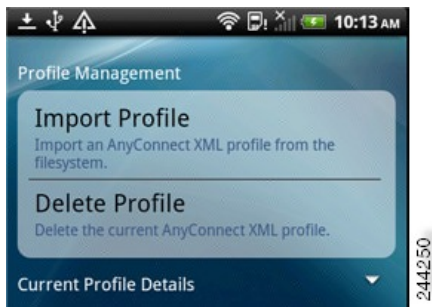 10:13 AM
Profile Management
Import Profile
Import an AnyConnect XML profile from the
filesystem.
Delete Profile
Delete the current AnyConnect XML profile.
Current Profile Details
244250